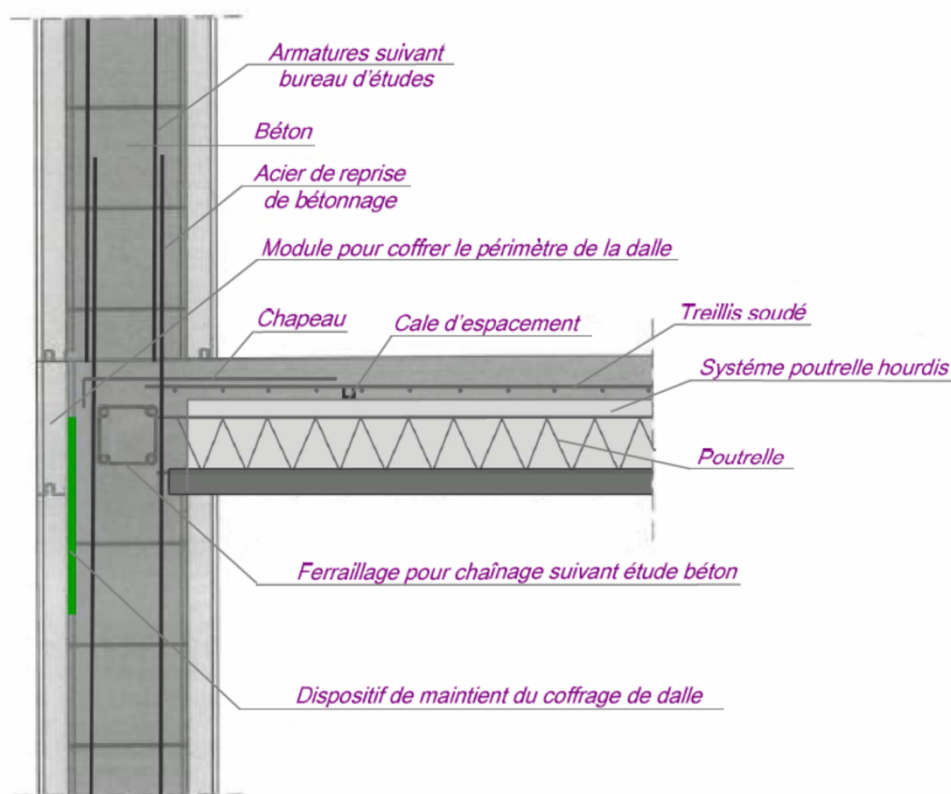 Armatures suivant
bureau d'études
Béton
Acier de reprise
de bétonnage
Module pour coffrer le périmètre de la dalle
Chapeau
Cale d'espacement
Treillis soudé
Systéme poutrelle hourdis
Poutrelle
Ferraillage pour chaînage suivant étude béton
Dispositif de maintient du coffrage de dalle